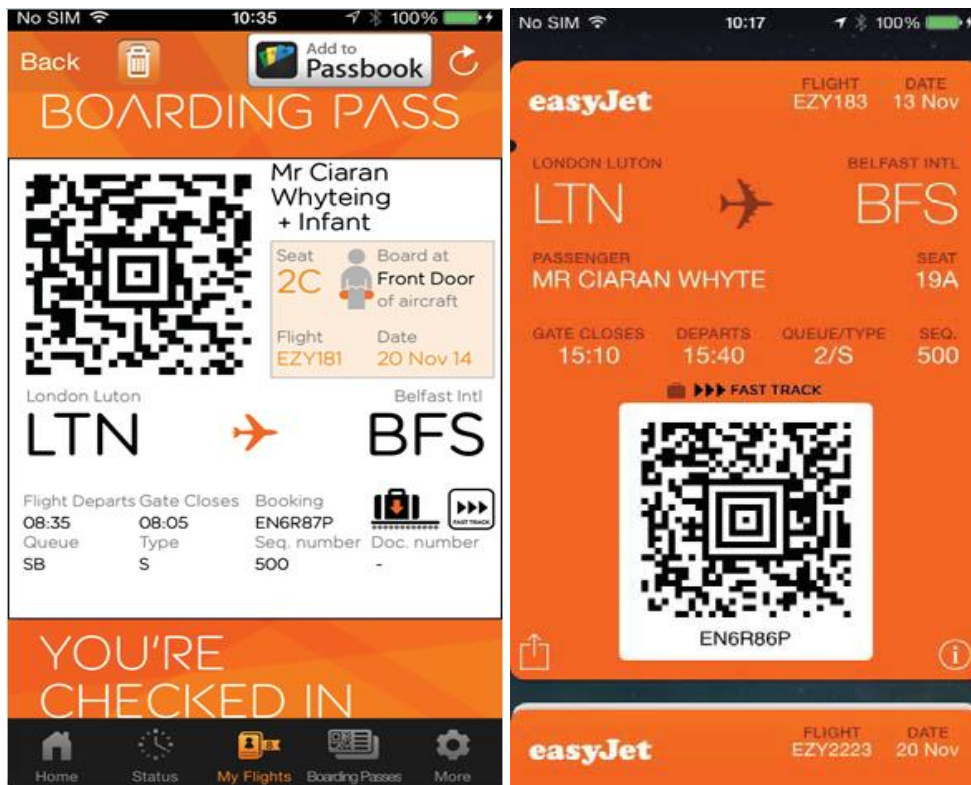 No SIM 10:35 100%
Back Add to Passbook
BOARDING PASS
Mr Ciaran
Whyteing
+ Infant
Seat Board at
2C Front Door
of aircraft
Flight Date
EZY181 20 Nov 14
London Luton Belfast Intl
LTN BFS
Flight Departs Gate Closes Booking
08:35 08:05 EN6R87P
FAST TRACK
Queue Type Seq. number Doc. number
SB S 500 -
YOU'RE
CHECKED IN
Home Status My Flights Boarding Passes More
No SIM 10:17 100%
FLIGHT DATE
easyJet EZY183 13 Nov
LONDON LUTON BELFAST INTL
LTN BFS
PASSENGER SEAT
MR CIARAN WHYTE 19A
GATE CLOSES DEPARTS QUEUE/TYPE SEQ.
15:10 15:40 2/S 500
FAST TRACK
EN6R86P
FLIGHT DATE
easyJet EZY2223 20 Nov